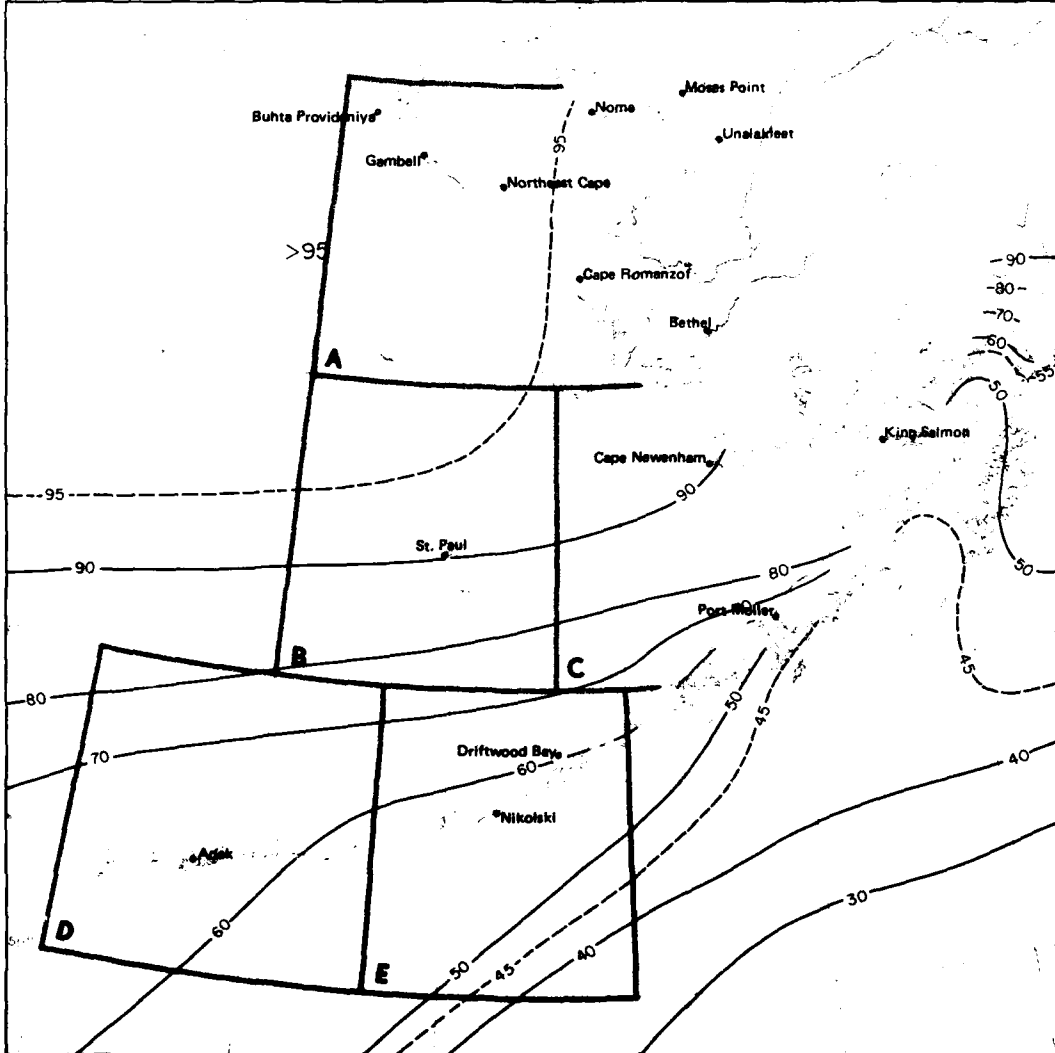 Moses Point
Nome
Buhta Provideniya
Unalakleet
95
Gambell
Northeast Cape
>95
90
Cape Romanzof
80
70
Bethel
60
A
55
50
King Salmon
Cape Newenham
95
90
St. Paul
90
80
50
Port Moller
B
C
45
80
50
45
70
Driftwood Bay
60
40
Nikolski
Adak
30
60
D
40
50
45
E